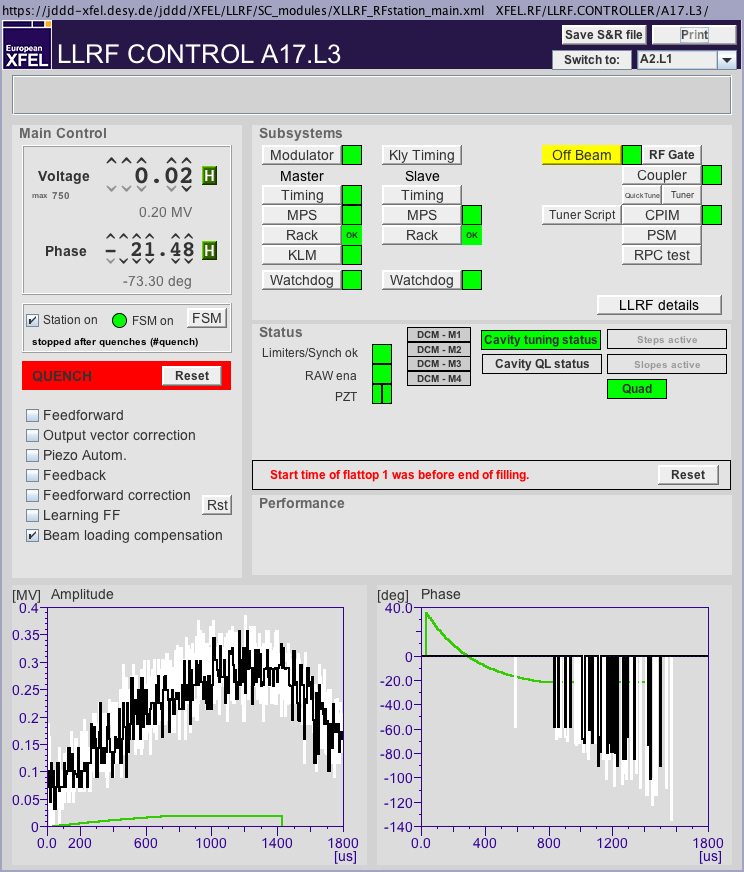 https://jddd-xfel.desy.de/jddd/XFEL/LLRF/SC_modules/XLLRF_RFstation_main.xml XFEL.RF/LLRF.CONTROLLER/A17.L3/
European
XFEL
LLRF CONTROL A17.L3
Save S&R file
Print
Switch to:
A2.L1
Main Control
Voltage
max 750
0.02
H
0.20 MV
Phase
- 21.48
H
-73.30 deg
Station on
FSM on
FSM
stopped after quenches (#quench)
QUENCH
Reset
Feedforward
Output vector correction
Piezo Autom.
Feedback
Feedforward correction
Rst
Learning FF
Beam loading compensation
Subsystems
Modulator
Kly Timing
Off Beam
RF Gate
Master
Slave
Coupler
Timing
Timing
QuickTune
Tuner
MPS
MPS
Tuner Script
CPIM
Rack
OK
Rack
OK
PSM
KLM
RPC test
Watchdog
Watchdog
LLRF details
Status
Limiters/Synch ok
RAW ena
PZT
DCM - M1
DCM - M2
DCM - M3
DCM - M4
Cavity tuning status
Steps active
Cavity QL status
Slopes active
Quad
Start time of flattop 1 was before end of filling.
Reset
Performance
[MV] Amplitude
0.4
0.35
0.3
0.25
0.2
0.15
0.1
0.05
0
0.0 200 600 1000 1400 1800
[us]
[deg] Phase
40.0
0
-20.0
-40.0
-60.0
-80.0
-100
-120
-140
0.0 400 800 1200 1800
[us]